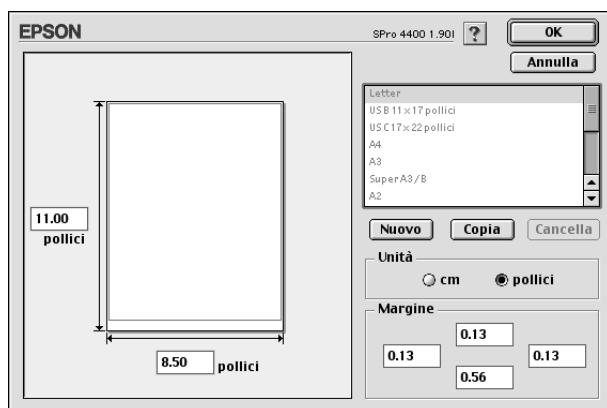 EPSON
SPro 4400 1.90I
?
OK
Annulla
Letter
US B 11 x 17 pollici
US C 17 x 22 pollici
A4
A3
Super A3 / B
A2
Nuovo
Copia
Cancella
11.00
pollici
8.50 pollici
Unità
cm
pollici
Margine
0.13
0.13 0.13
0.56